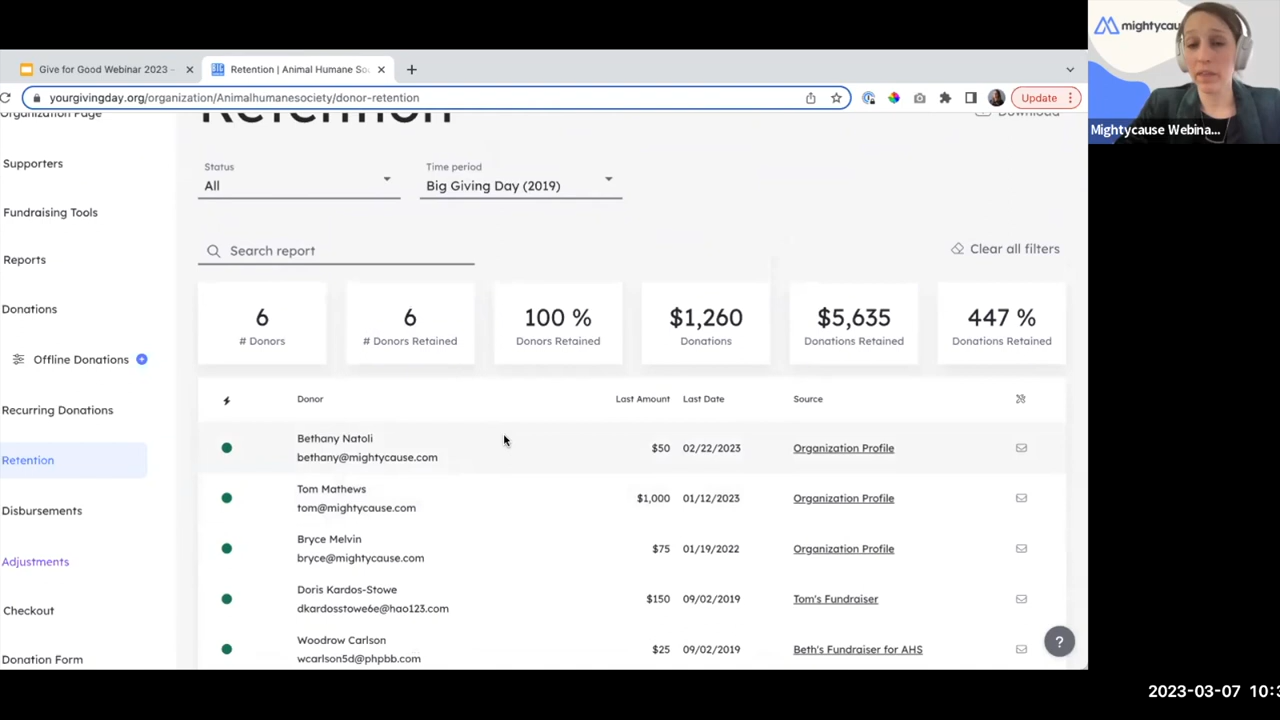 Give for Good Webinar 2023 -
Retention | Animal Humane So
mightycau
yourgivingday.org/organization/Animalhumanesociety/donor-retention
Update
Mightycause Webina...
Organization Page
Retention
Download
Supporters
Fundraising Tools
Reports
Donations
Offline Donations
Recurring Donations
Retention
Disbursements
Adjustments
Checkout
Donation Form
Status
All
Time period
Big Giving Day (2019)
Search report
Clear all filters
6
# Donors
6
# Donors Retained
100 %
Donors Retained
$1,260
Donations
$5,635
Donations Retained
447 %
Donations Retained
Donor Last Amount Last Date Source
Bethany Natoli
bethany@mightycause.com
$50 02/22/2023 Organization Profile
Tom Mathews
tom@mightycause.com
$1,000 01/12/2023 Organization Profile
Bryce Melvin
bryce@mightycause.com
$75 01/19/2022 Organization Profile
Doris Kardos-Stowe
dkardosstowe6e@hao123.com
$150 09/02/2019 Tom's Fundraiser
Woodrow Carlson
wcarlson5d@phpbb.com
$25 09/02/2019 Beth's Fundraiser for AHS
?
2023-03-07 10:3